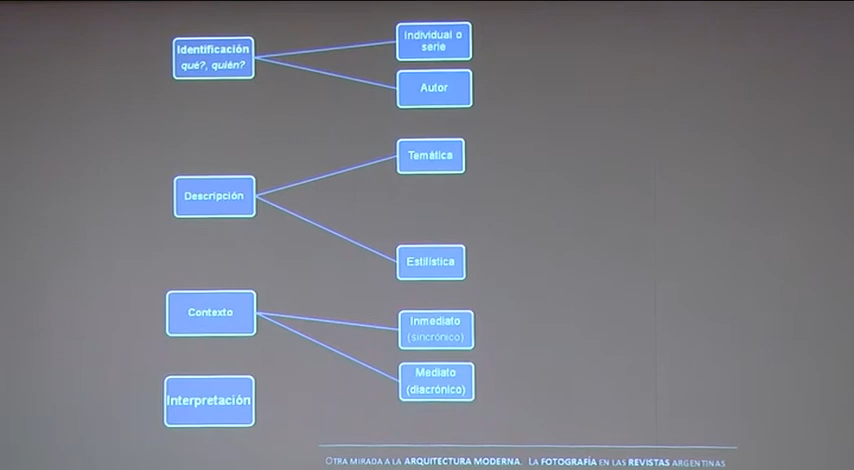 Identificación
qué?, quién?
Individual o
serie
Autor
Descripción
Temática
Estilística
Contexto
Inmediato
(sincrónico)
Mediato
(diacrónico)
Interpretación
OTRA MIRADA A LA ARQUITECTURA MODERNA. LA FOTOGRAFÍA EN LAS REVISTAS ARGENTINAS